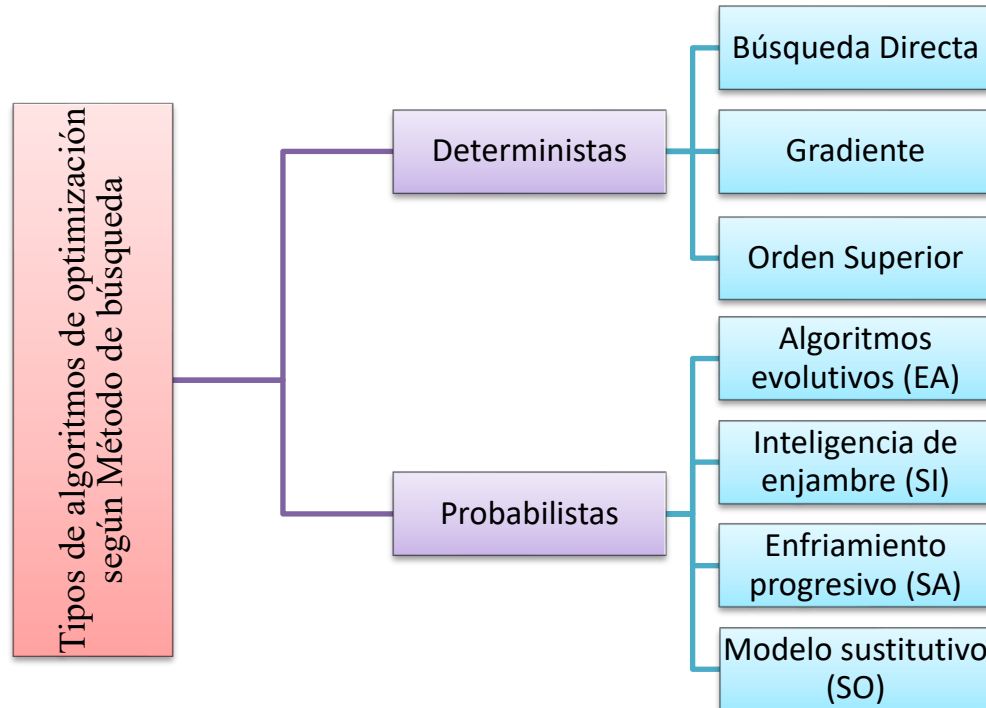 Tipos de algoritmos de optimización
según Método de búsqueda
Deterministas
Búsqueda Directa
Gradiente
Orden Superior
Probabilistas
Algoritmos
evolutivos (EA)
Inteligencia de
enjambre (SI)
Enfriamiento
progresivo (SA)
Modelo sustitutivo
(SO)